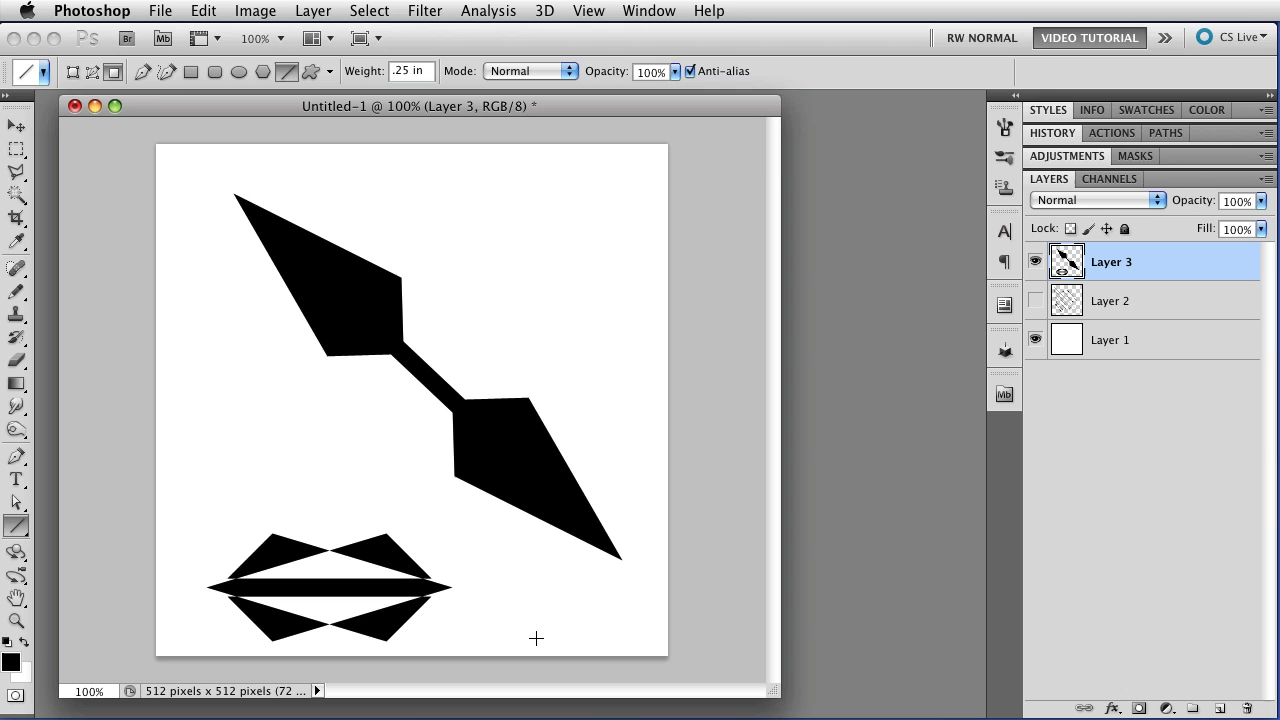 Photoshop File Edit Image Layer Select Filter Analysis 3D View Window Help
Ps Br Mb 100% RW NORMAL VIDEO TUTORIAL CS Live
Weight: .25 in Mode: Normal Opacity: 100% Anti-alias
Untitled-1 @ 100% (Layer 3, RGB/8) *
STYLES INFO SWATCHES COLOR
HISTORY ACTIONS PATHS
ADJUSTMENTS MASKS
LAYERS CHANNELS
Normal Opacity: 100%
Lock: Fill: 100%
Layer 3
Layer 2
Layer 1
A
Mb
T
100% 512 pixels x 512 pixels (72 ...
fx